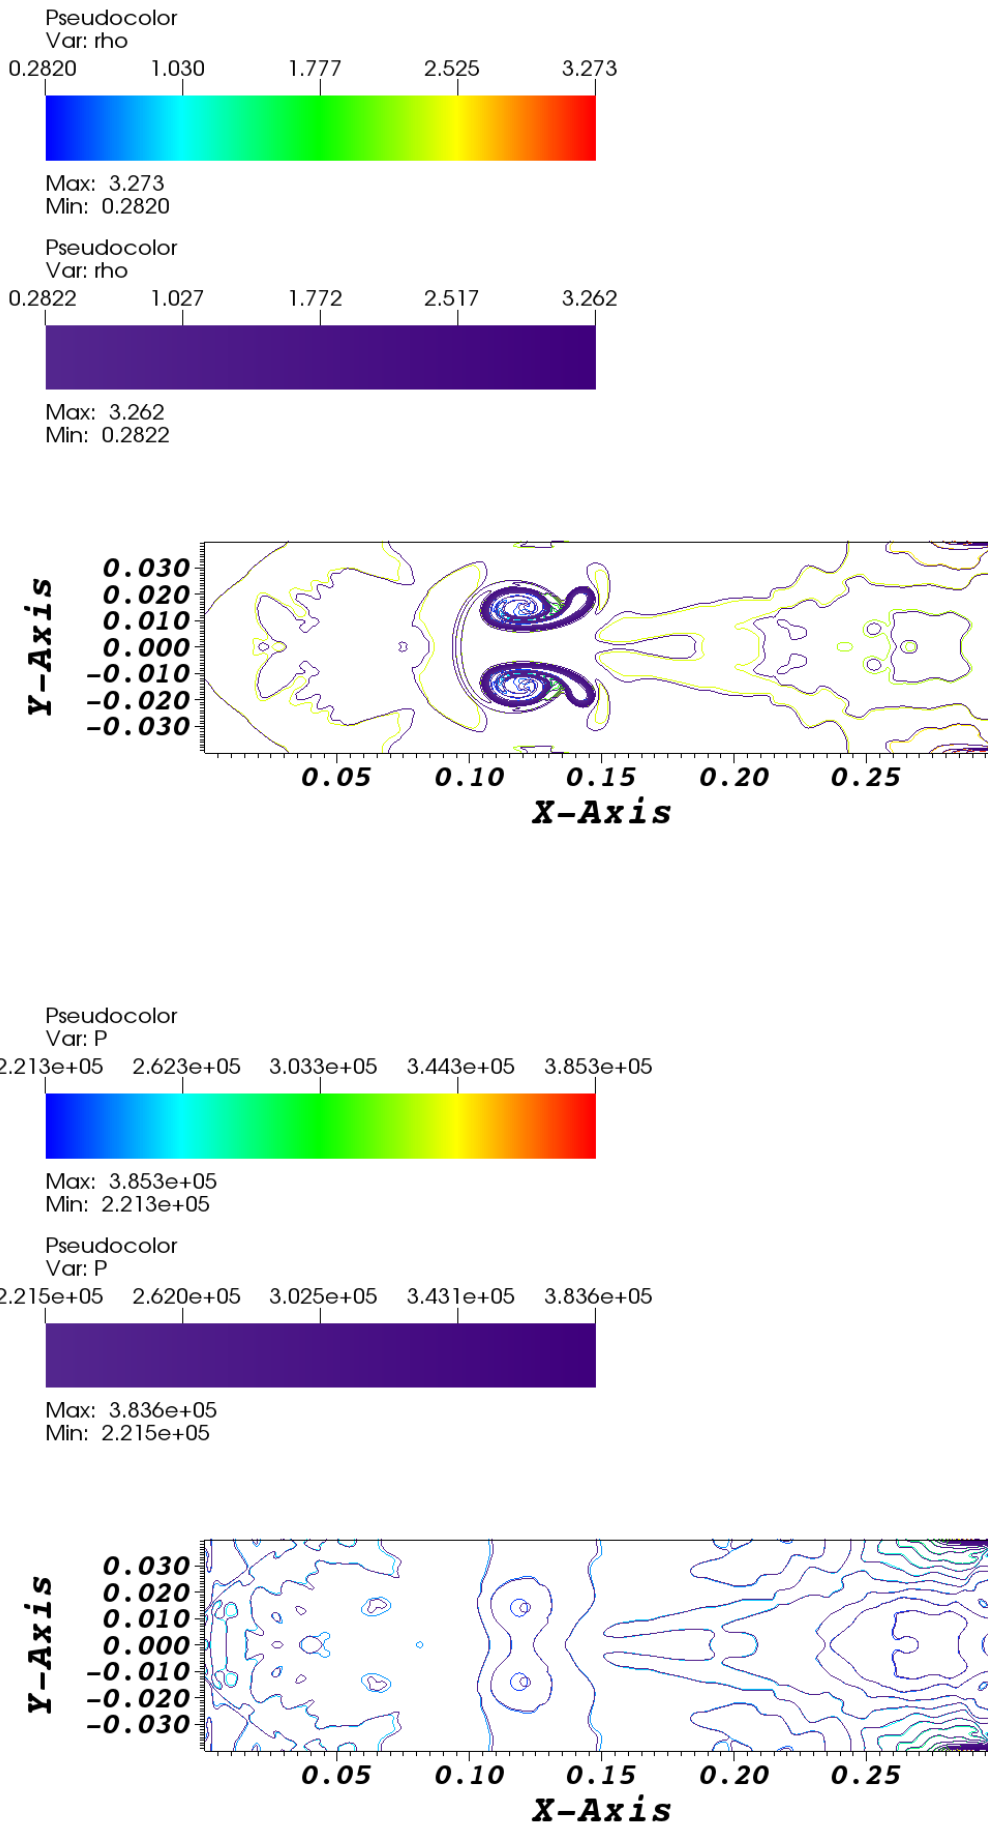 Pseudocolor
Var: rho
0.2820 1.030 1.777 2.525 3.273
Max: 3.273
Min: 0.2820
Pseudocolor
Var: rho
0.2822 1.027 1.772 2.517 3.262
Max: 3.262
Min: 0.2822
0.030
0.020
0.010
0.000
-0.010
-0.020
-0.030
Y-Axis
0.05 0.10 0.15 0.20 0.25
X-Axis
Pseudocolor
Var: P
2.213e+05 2.623e+05 3.033e+05 3.443e+05 3.853e+05
Max: 3.853e+05
Min: 2.213e+05
Pseudocolor
Var: P
2.215e+05 2.620e+05 3.025e+05 3.431e+05 3.836e+05
Max: 3.836e+05
Min: 2.215e+05
0.030
0.020
0.010
0.000
-0.010
-0.020
-0.030
Y-Axis
0.05 0.10 0.15 0.20 0.25
X-Axis